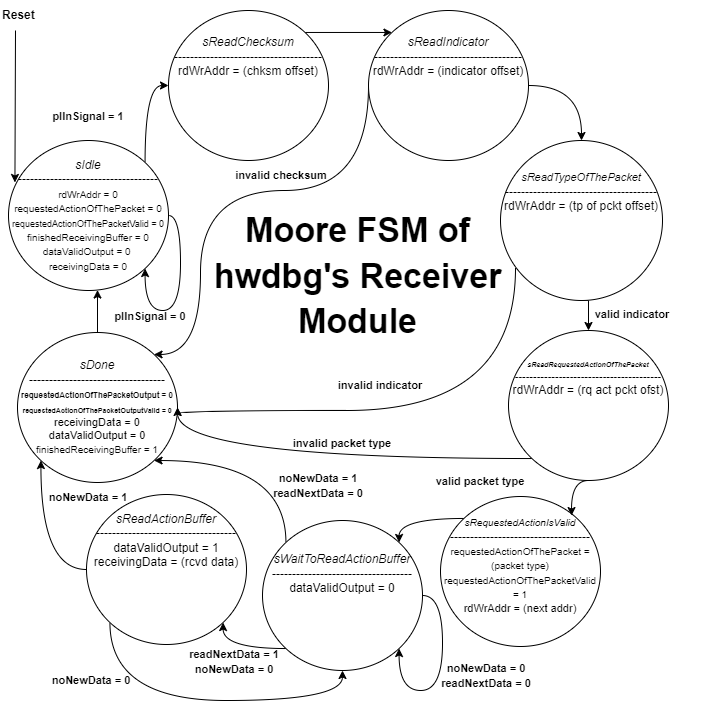 Reset
sReadChecksum
rdWrAddr = (chksm offset)
sReadIndicator
rdWrAddr = (indicator offset)
plInSignal = 1
sIdle
rdWrAddr = 0
requestedActionOfThePacket = 0
requestedActionOfThePacketValid = 0
finishedReceivingBuffer = 0
dataValidOutput = 0
receivingData = 0
invalid checksum
sReadTypeOfThePacket
rdWrAddr = (tp of pckt offset)
Moore FSM of
hwdbg's Receiver
Module
plInSignal = 0
valid indicator
sDone
requestedActionOfThePacketOutput = 0
requestedActionOfThePacketOutputValid = 0
receivingData = 0
dataValidOutput = 0
finishedReceivingBuffer = 1
invalid indicator
sReadRequestedActionOfThePacket
rdWrAddr = (rq act pckt ofst)
invalid packet type
noNewData = 1
readNextData = 0
valid packet type
noNewData = 1
sReadActionBuffer
dataValidOutput = 1
receivingData = (rcvd data)
sWaitToReadActionBuffer
dataValidOutput = 0
sRequestedActionIsValid
requestedActionOfThePacket =
(packet type)
requestedActionOfThePacketValid
= 1
rdWrAddr = (next addr)
readNextData = 1
noNewData = 0
noNewData = 0
noNewData = 0
readNextData = 0